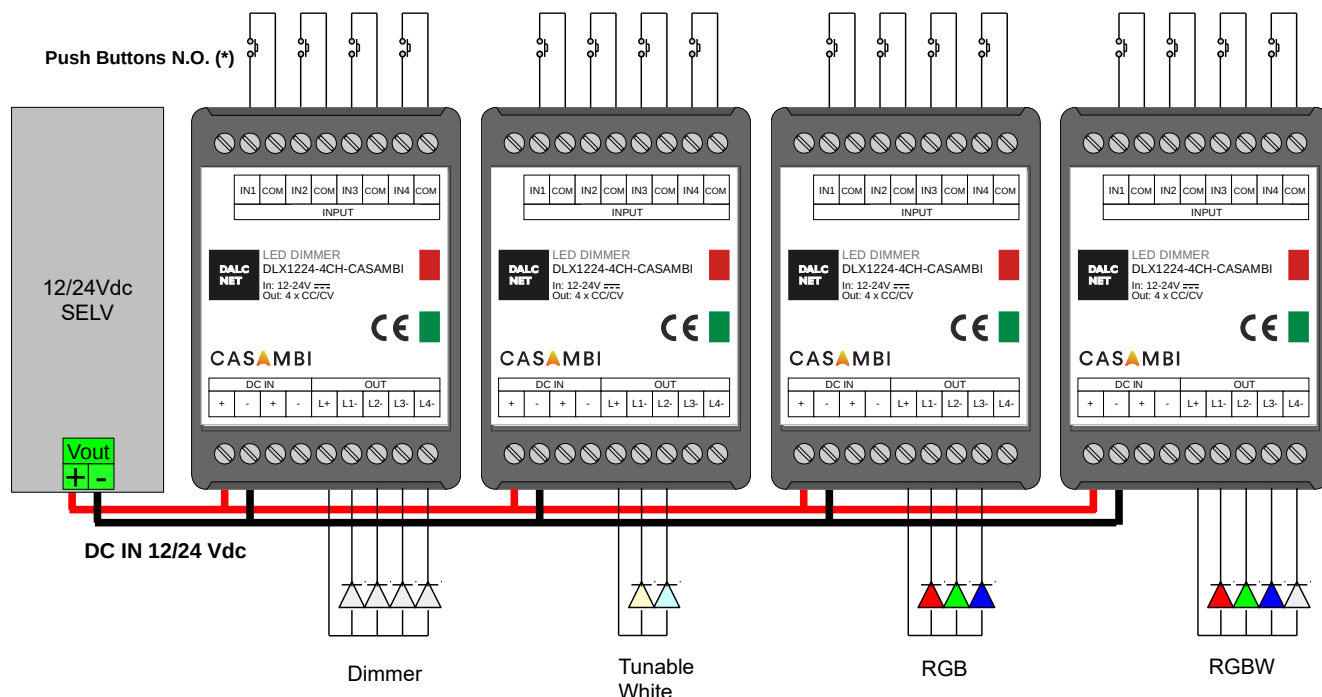 Push Buttons N.O. (*)
12/24Vdc
SELV
Vout
+ -
DC IN 12/24 Vdc
IN1 COM IN2 COM IN3 COM IN4 COM
INPUT
DALC
NET
LED DIMMER
DLX1224-4CH-CASAMBI
In: 12-24V
Out: 4 x CC/CV
CE
CASAMBI
DC IN OUT
+ - + - L+ L1- L2- L3- L4-
Dimmer
IN1 COM IN2 COM IN3 COM IN4 COM
INPUT
DALC
NET
LED DIMMER
DLX1224-4CH-CASAMBI
In: 12-24V
Out: 4 x CC/CV
CE
CASAMBI
DC IN OUT
+ - + - L+ L1- L2- L3- L4-
Tunable
White
IN1 COM IN2 COM IN3 COM IN4 COM
INPUT
DALC
NET
LED DIMMER
DLX1224-4CH-CASAMBI
In: 12-24V
Out: 4 x CC/CV
CE
CASAMBI
DC IN OUT
+ - + - L+ L1- L2- L3- L4-
RGB
IN1 COM IN2 COM IN3 COM IN4 COM
INPUT
DALC
NET
LED DIMMER
DLX1224-4CH-CASAMBI
In: 12-24V
Out: 4 x CC/CV
CE
CASAMBI
DC IN OUT
+ - + - L+ L1- L2- L3- L4-
RGBW